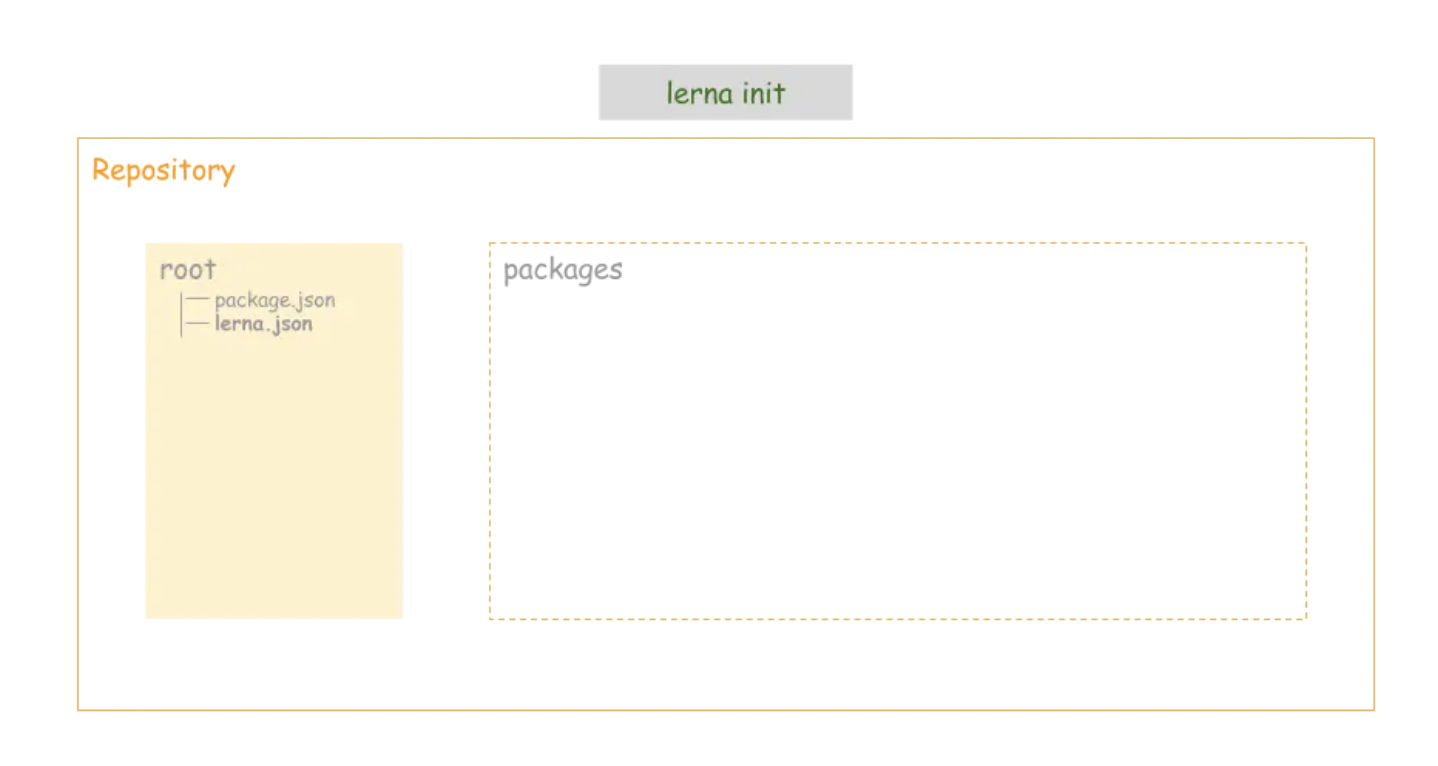 lerna init
Repository
root
package.json
lerna.json
packages